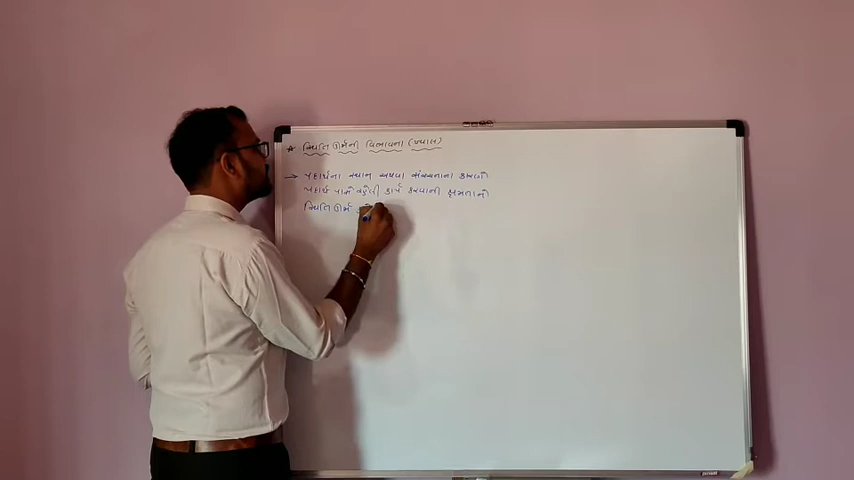 * સ્થિતિ ઊર્જાની વિભાવના (ખ્યાલ)
→ પદાર્થના સ્થાન અથવા સંરચનાના કારણે
પદાર્થ પાસે રહેલી કાર્ય કરવાની ક્ષમતાને
સ્થિતિ ઊર્જા